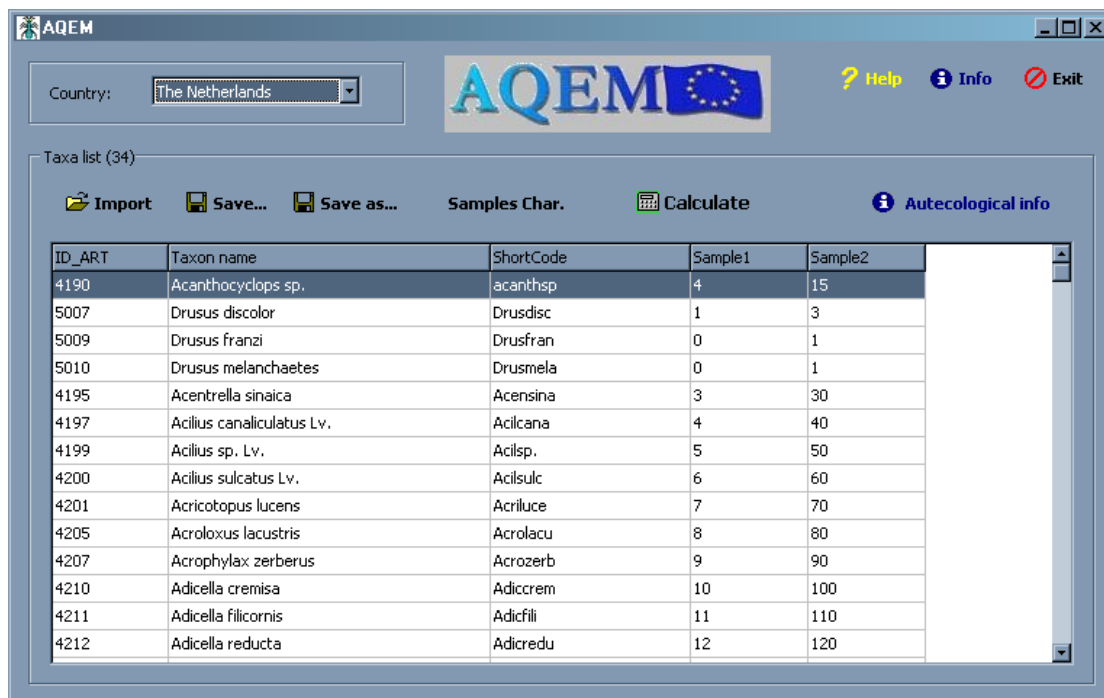 AQEM
Country: The Netherlands
AQEM
? Help Info Exit
Taxa list (34)
Import Save... Save as... Samples Char. Calculate Autecological info
ID_ART Taxon name ShortCode Sample1 Sample2
4190 Acanthocyclops sp. acanthsp 4 15
5007 Drusus discolor Drusdisc 1 3
5009 Drusus franzi Drusfran 0 1
5010 Drusus melanchaetes Drusmela 0 1
4195 Acentrella sinaica Acensina 3 30
4197 Acilius canaliculatus Lv. Acilcana 4 40
4199 Acilius sp. Lv. Acilsp. 5 50
4200 Acilius sulcatus Lv. Acilsulc 6 60
4201 Acricotopus lucens Acriluce 7 70
4205 Acroloxus lacustris Acrolacu 8 80
4207 Acrophylax zerberus Acrozerb 9 90
4210 Adicella cremisa Adiccrem 10 100
4211 Adicella filicornis Adicfili 11 110
4212 Adicella reducta Adicredu 12 120